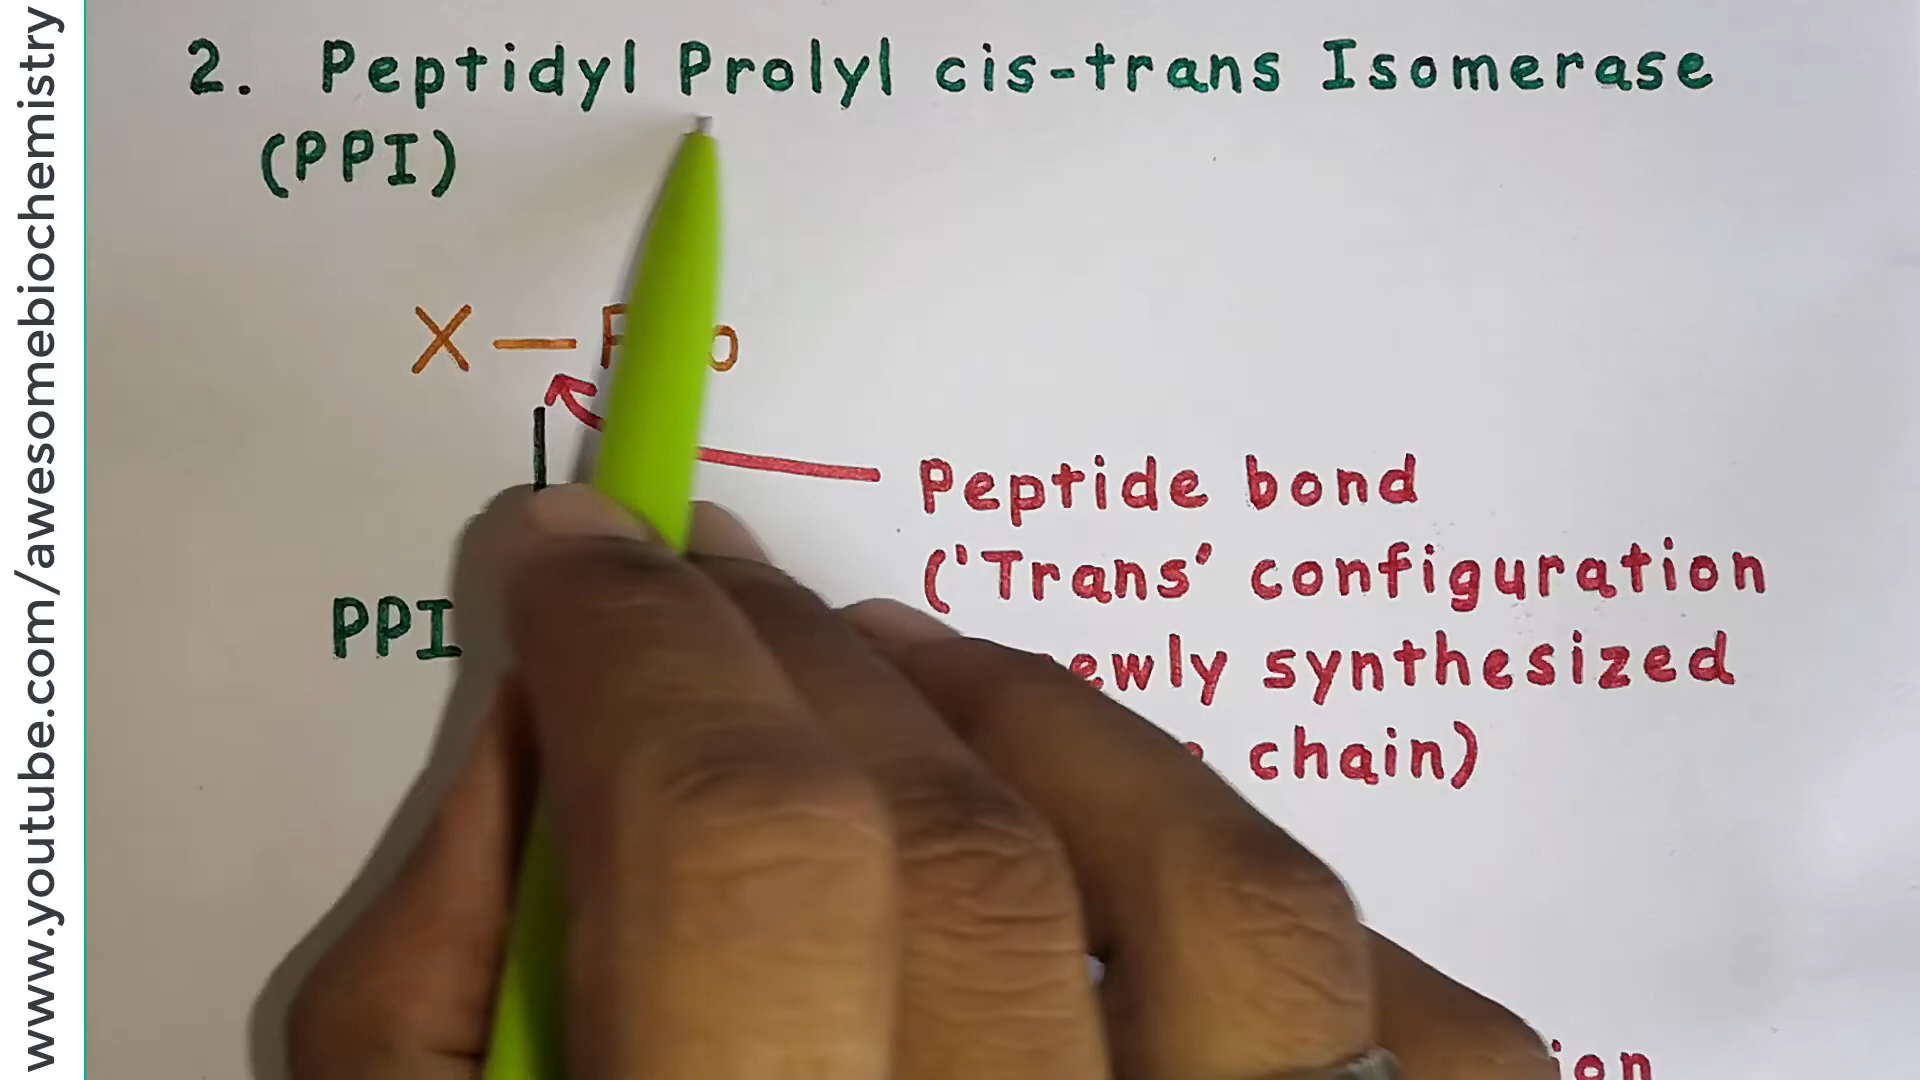 www.youtube.com/awesomebiochemistry
2. Peptidyl Prolyl cis-trans Isomerase
(PPI)
X —
Peptide bond
('Trans' configuration
synthesized
PPI
chain)